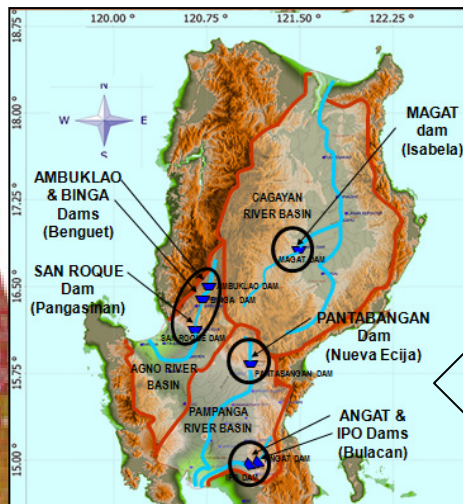 120.00 °
120.75 °
121.50 °
122.25 °
18.75 °
18.00 °
17.25 °
16.50 °
15.75 °
15.00 °
N
W
E
S
MAGAT
dam
(Isabela)
AMBUKLAO
& BINGA
Dams
(Benguet)
CAGAYAN
RIVER BASIN
MAGAT DAM
SAN ROQUE
Dam
(Pangasinan)
AMBUKLAO DAM
BINGA DAM
SAN ROQUE DAM
PANTABANGAN
Dam
(Nueva Ecija)
AGNO RIVER
BASIN
PANTABANGAN DAM
PAMPANGA
RIVER BASIN
ANGAT &
IPO Dams
(Bulacan)
ANGAT DAM
IPO DAM